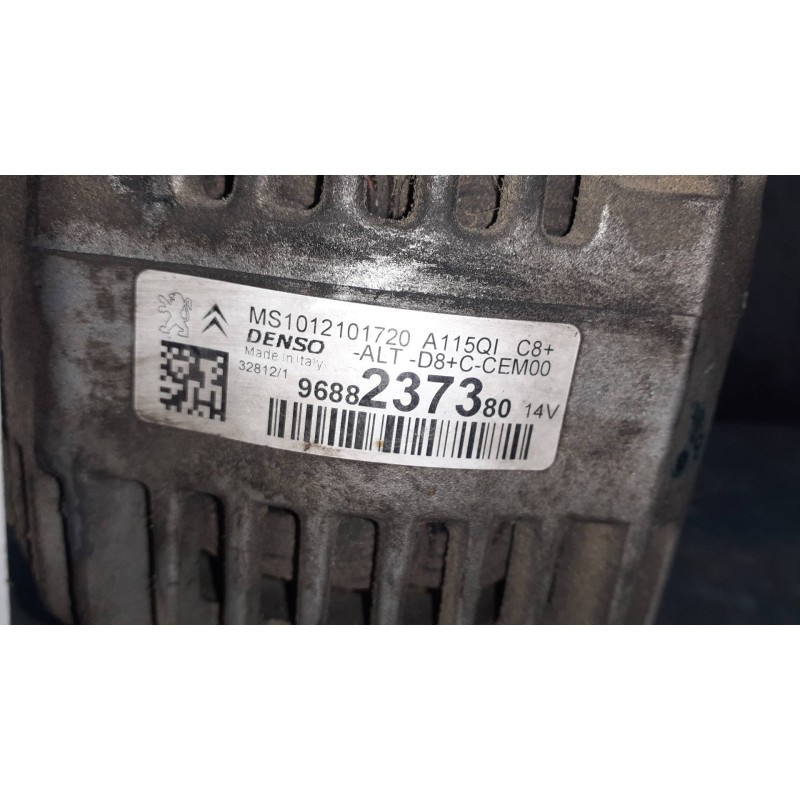 MS1012101720 A115QI C8+
DENSO -ALT -D8+C-CEM00
Made in Italy
32812/1
9688237380 14V